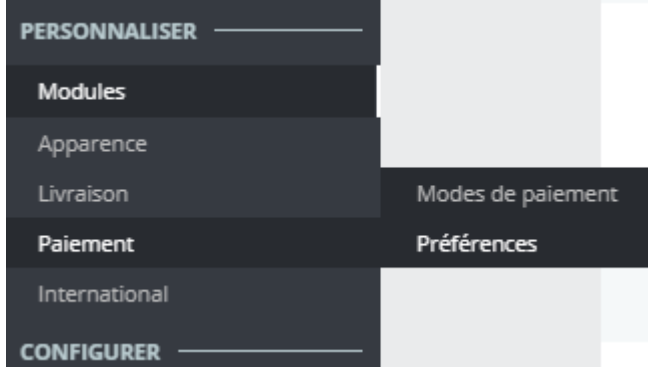 PERSONNALISER
Modules
Apparence
Livraison
Modes de paiement
Paiement
Préférences
International
CONFIGURER